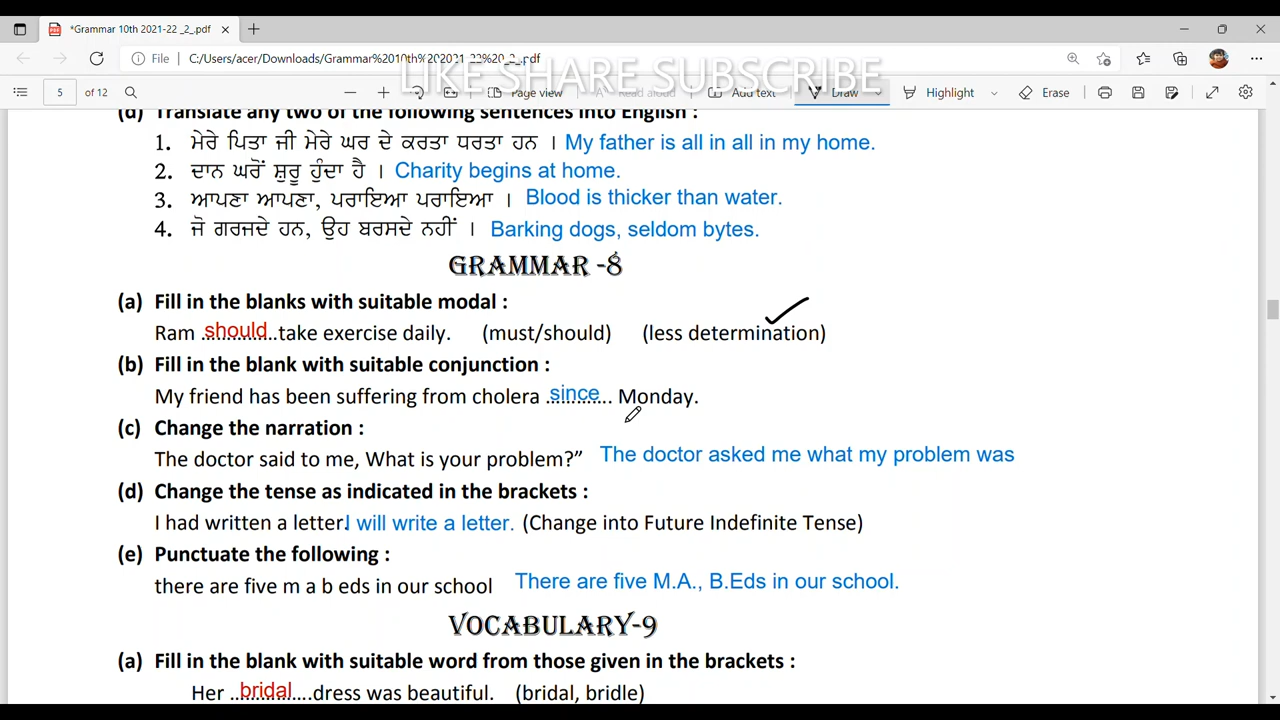 *Grammar 10th 2021-22 _2_.pdf
File C:/Users/acer/Downloads/Grammar%2010th%202021_22%20_2_.pdf
LIKE SHARE SUBSCRIBE
5 of 12 Page view Read aloud Add text Draw Highlight Erase
(d) Translate any two of the following sentences into English :
1. ਮੇਰੇ ਪਿਤਾ ਜੀ ਮੇਰੇ ਘਰ ਦੇ ਕਰਤਾ ਧਰਤਾ ਹਨ । My father is all in all in my home.
2. ਦਾਨ ਘਰੋਂ ਸ਼ੁਰੂ ਹੁੰਦਾ ਹੈ । Charity begins at home.
3. ਆਪਣਾ ਆਪਣਾ, ਪਰਾਇਆ ਪਰਾਇਆ । Blood is thicker than water.
4. ਜੋ ਗਰਜਦੇ ਹਨ, ਉਹ ਬਰਸਦੇ ਨਹੀਂ । Barking dogs, seldom bytes.
GRAMMAR -8
(a) Fill in the blanks with suitable modal :
Ram should take exercise daily. (must/should) (less determination)
(b) Fill in the blank with suitable conjunction :
My friend has been suffering from cholera since Monday.
(c) Change the narration :
The doctor said to me, What is your problem?” The doctor asked me what my problem was
(d) Change the tense as indicated in the brackets :
I had written a letter. I will write a letter. (Change into Future Indefinite Tense)
(e) Punctuate the following :
there are five m a b eds in our school There are five M.A., B.Eds in our school.
VOCABULARY-9
(a) Fill in the blank with suitable word from those given in the brackets :
Her bridal dress was beautiful. (bridal, bridle)